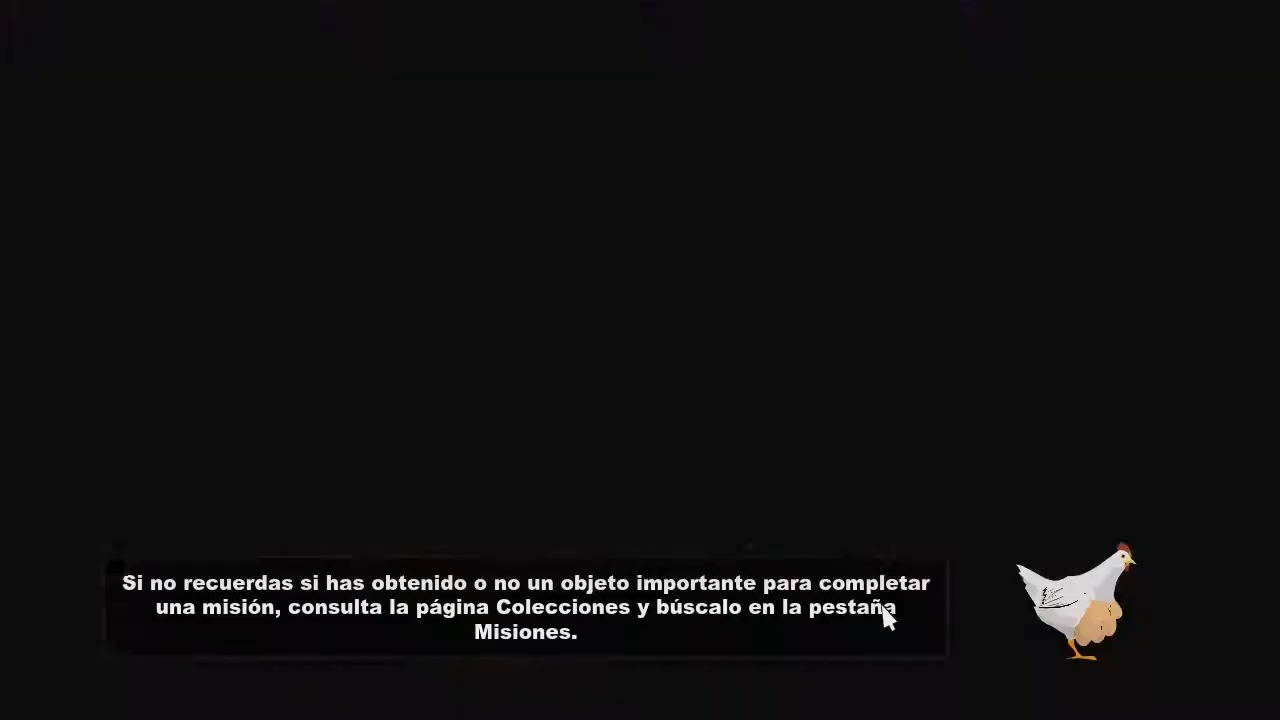 Si no recuerdas si has obtenido o no un objeto importante para completar
una misión, consulta la página Colecciones y búscalo en la pestaña
Misiones.